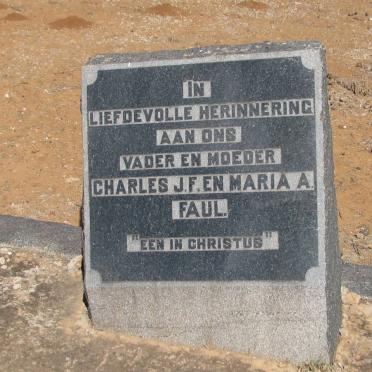 IN
LIEFDEVOLLE HERINNERING
AAN ONS
VADER EN MOEDER
CHARLES J.F. EN MARIA A.
FAUL.
"EEN IN CHRISTUS"